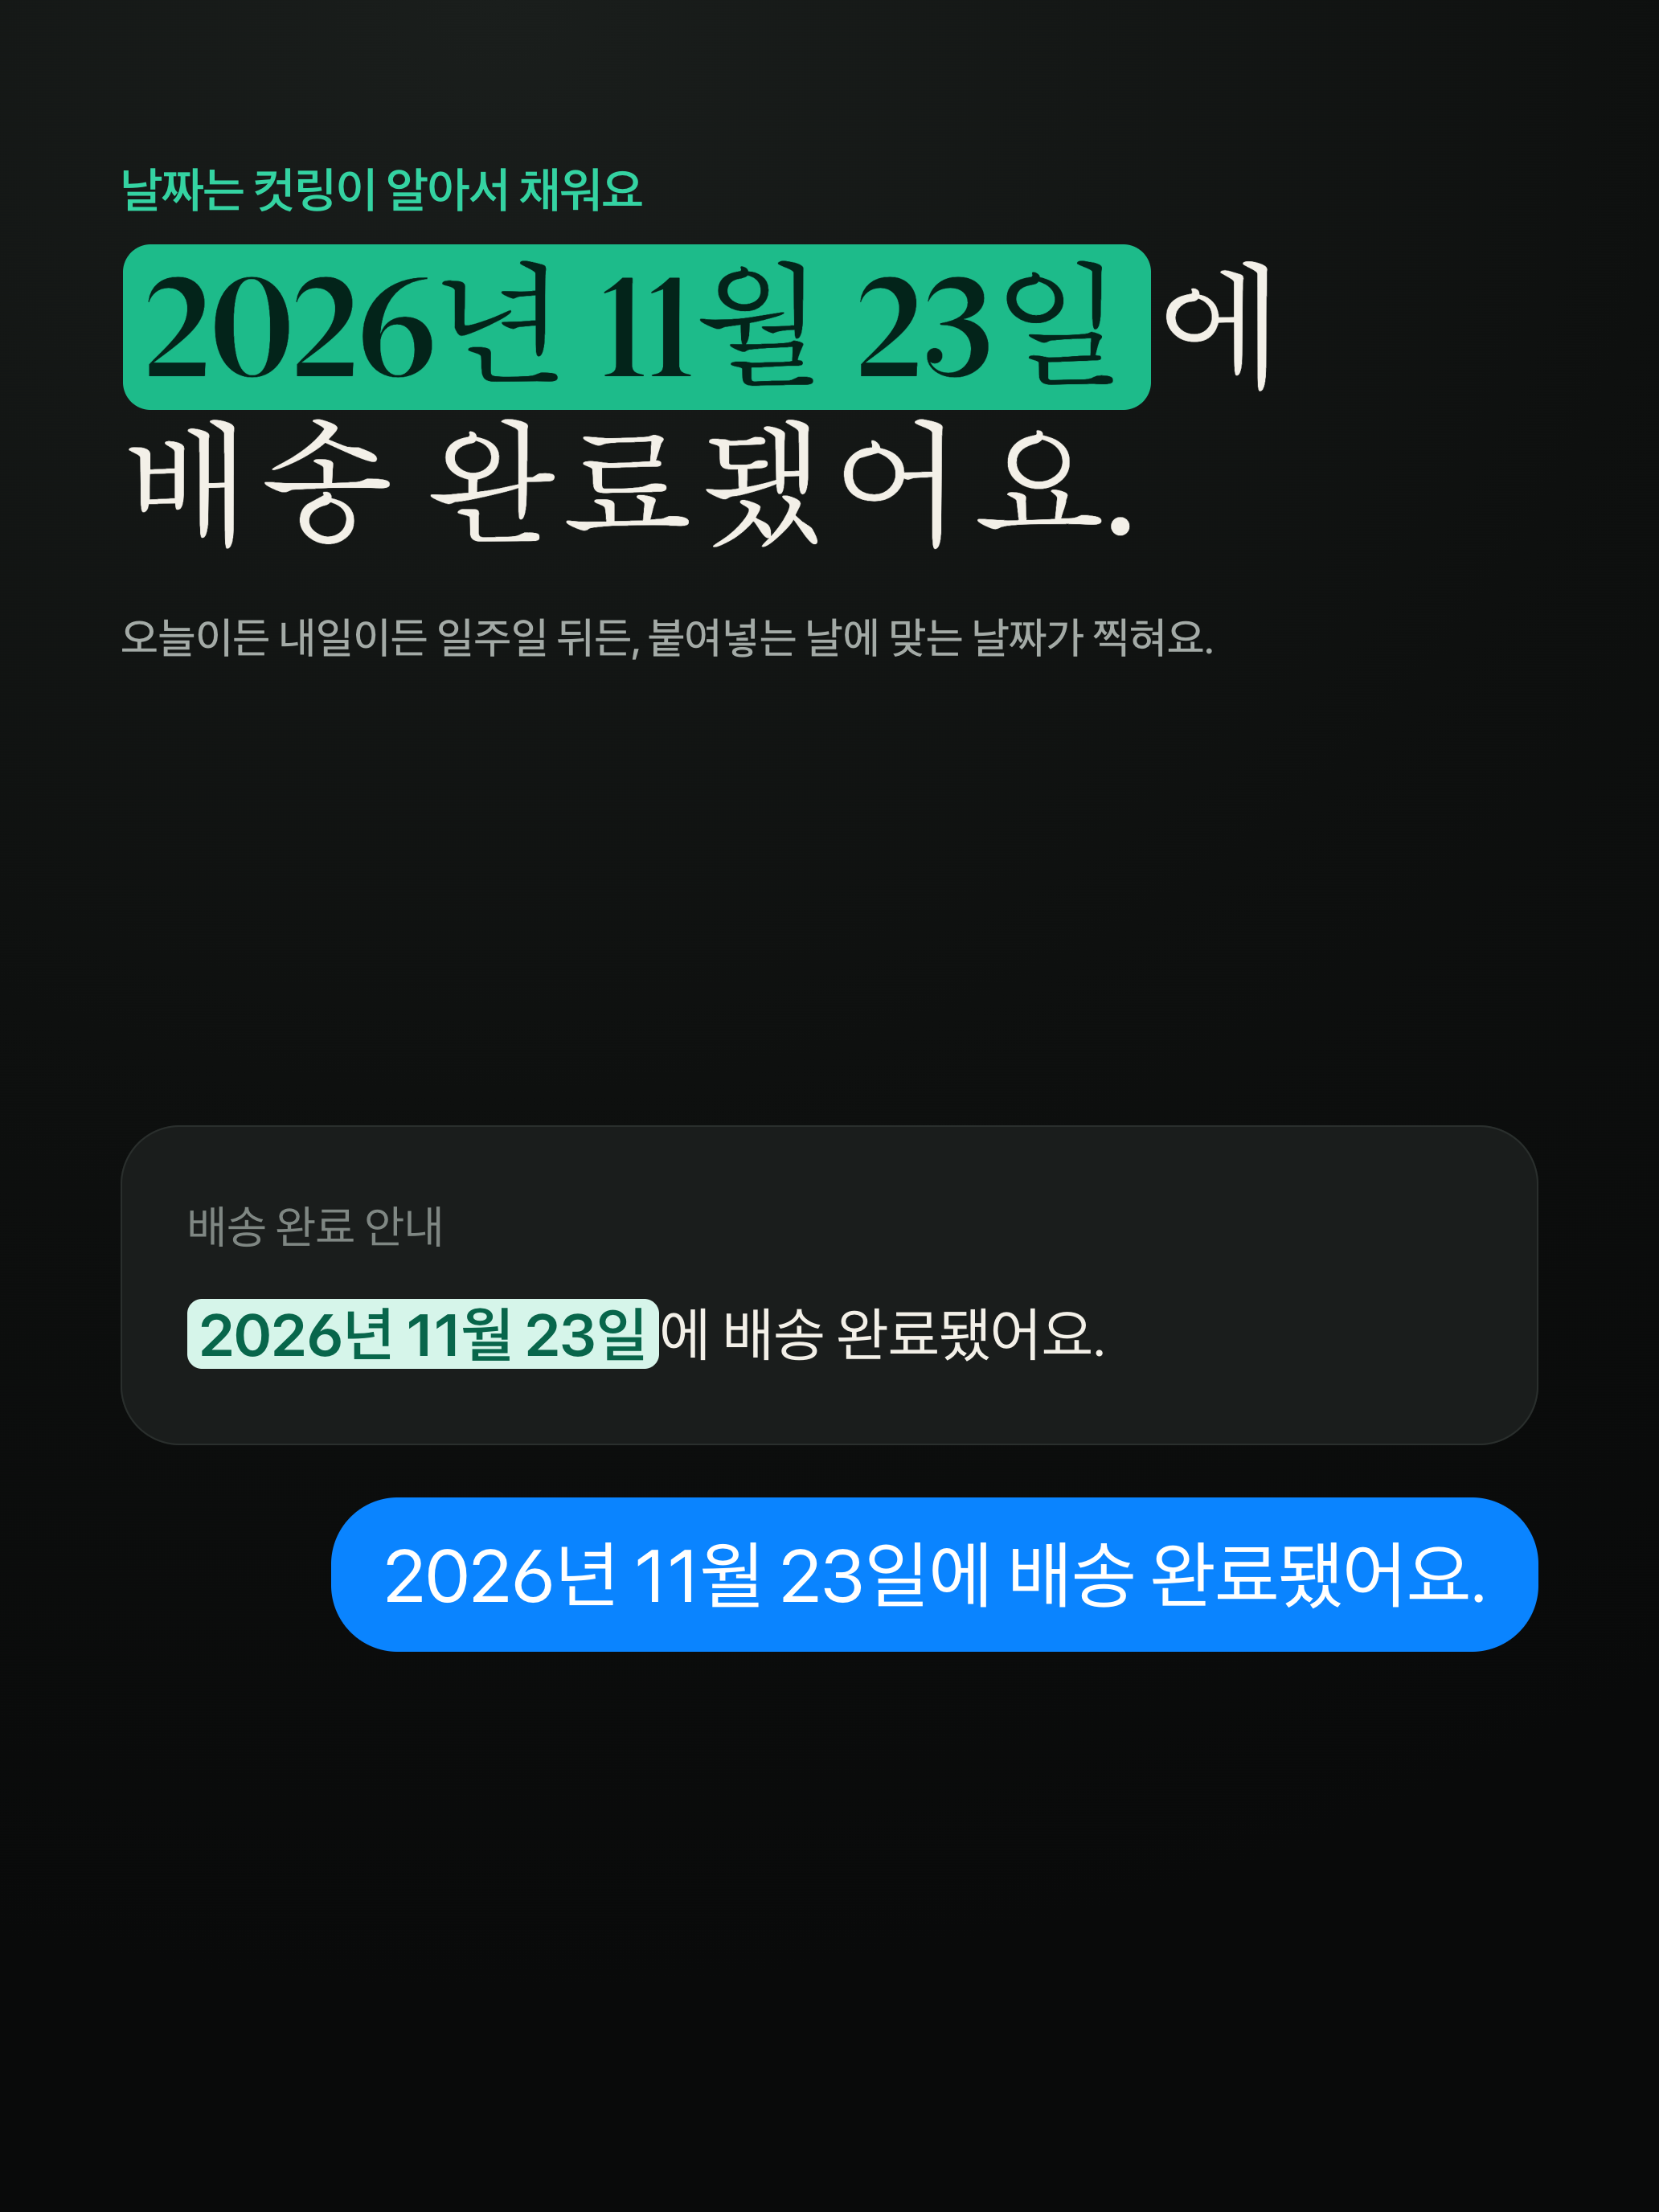 날짜는 컷링이 알아서 채워요
2026년 11월 23일에
배송 완료됐어요.
오늘이든 내일이든 일주일 뒤든, 붙여넣는 날에 맞는 날짜가 찍혀요.
배송 완료 안내
2026년 11월 23일에 배송 완료됐어요.
2026년 11월 23일에 배송 완료됐어요.